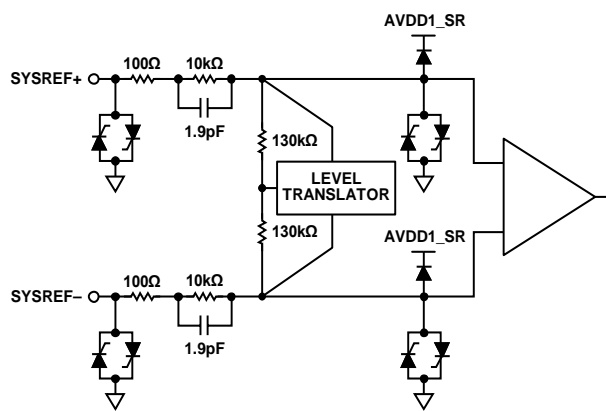 AVDD1_SR
100Ω
10kΩ
SYSREF+
1.9pF
130kΩ
LEVEL
TRANSLATOR
130kΩ
AVDD1_SR
100Ω
10kΩ
SYSREF–
1.9pF